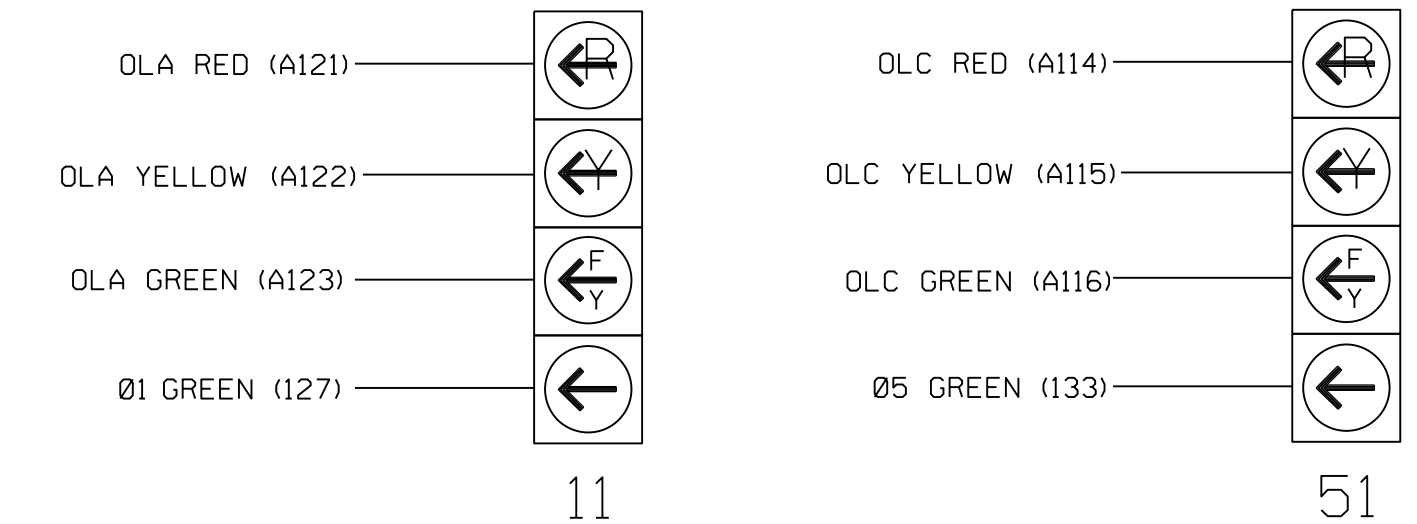 OLA RED (A121)
R
OLA YELLOW (A122)
Y
OLA GREEN (A123)
F
Y
Ø1 GREEN (127)
11
OLC RED (A114)
R
OLC YELLOW (A115)
Y
OLC GREEN (A116)
F
Y
Ø5 GREEN (133)
51